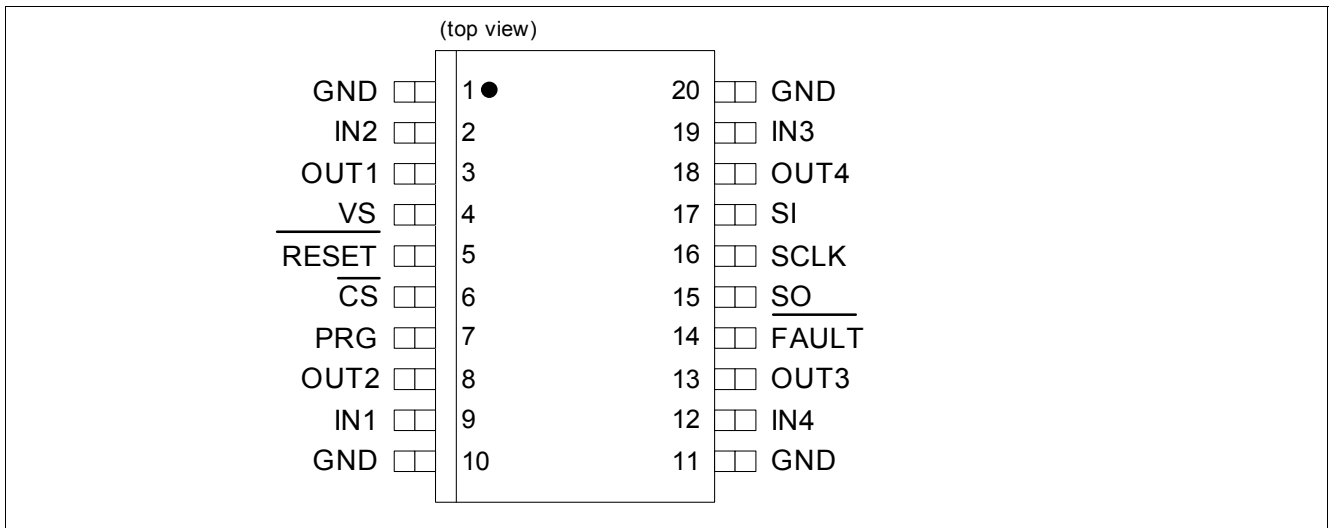 (top view)
GND 1 20 GND
IN2 2 19 IN3
OUT1 3 18 OUT4
VS 4 17 SI
RESET 5 16 SCLK
CS 6 15 SO
PRG 7 14 FAULT
OUT2 8 13 OUT3
IN1 9 12 IN4
GND 10 11 GND